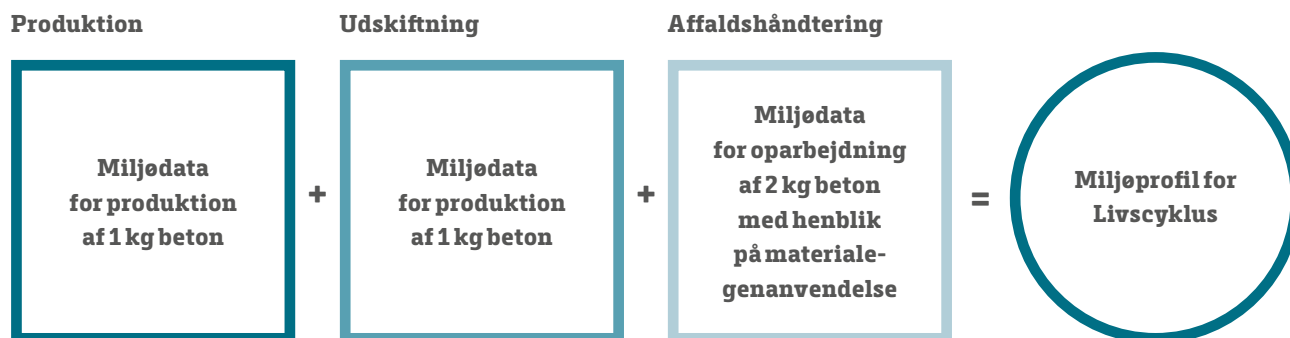 Produktion
Udskiftning
Affaldshåndtering
Miljødata
for produktion
af 1 kg beton
+
Miljødata
for produktion
af 1 kg beton
+
Miljødata
for oparbejdning
af 2 kg beton
med henblik
på materiale-
genanvendelse
=
Miljøprofil for
Livscyklus